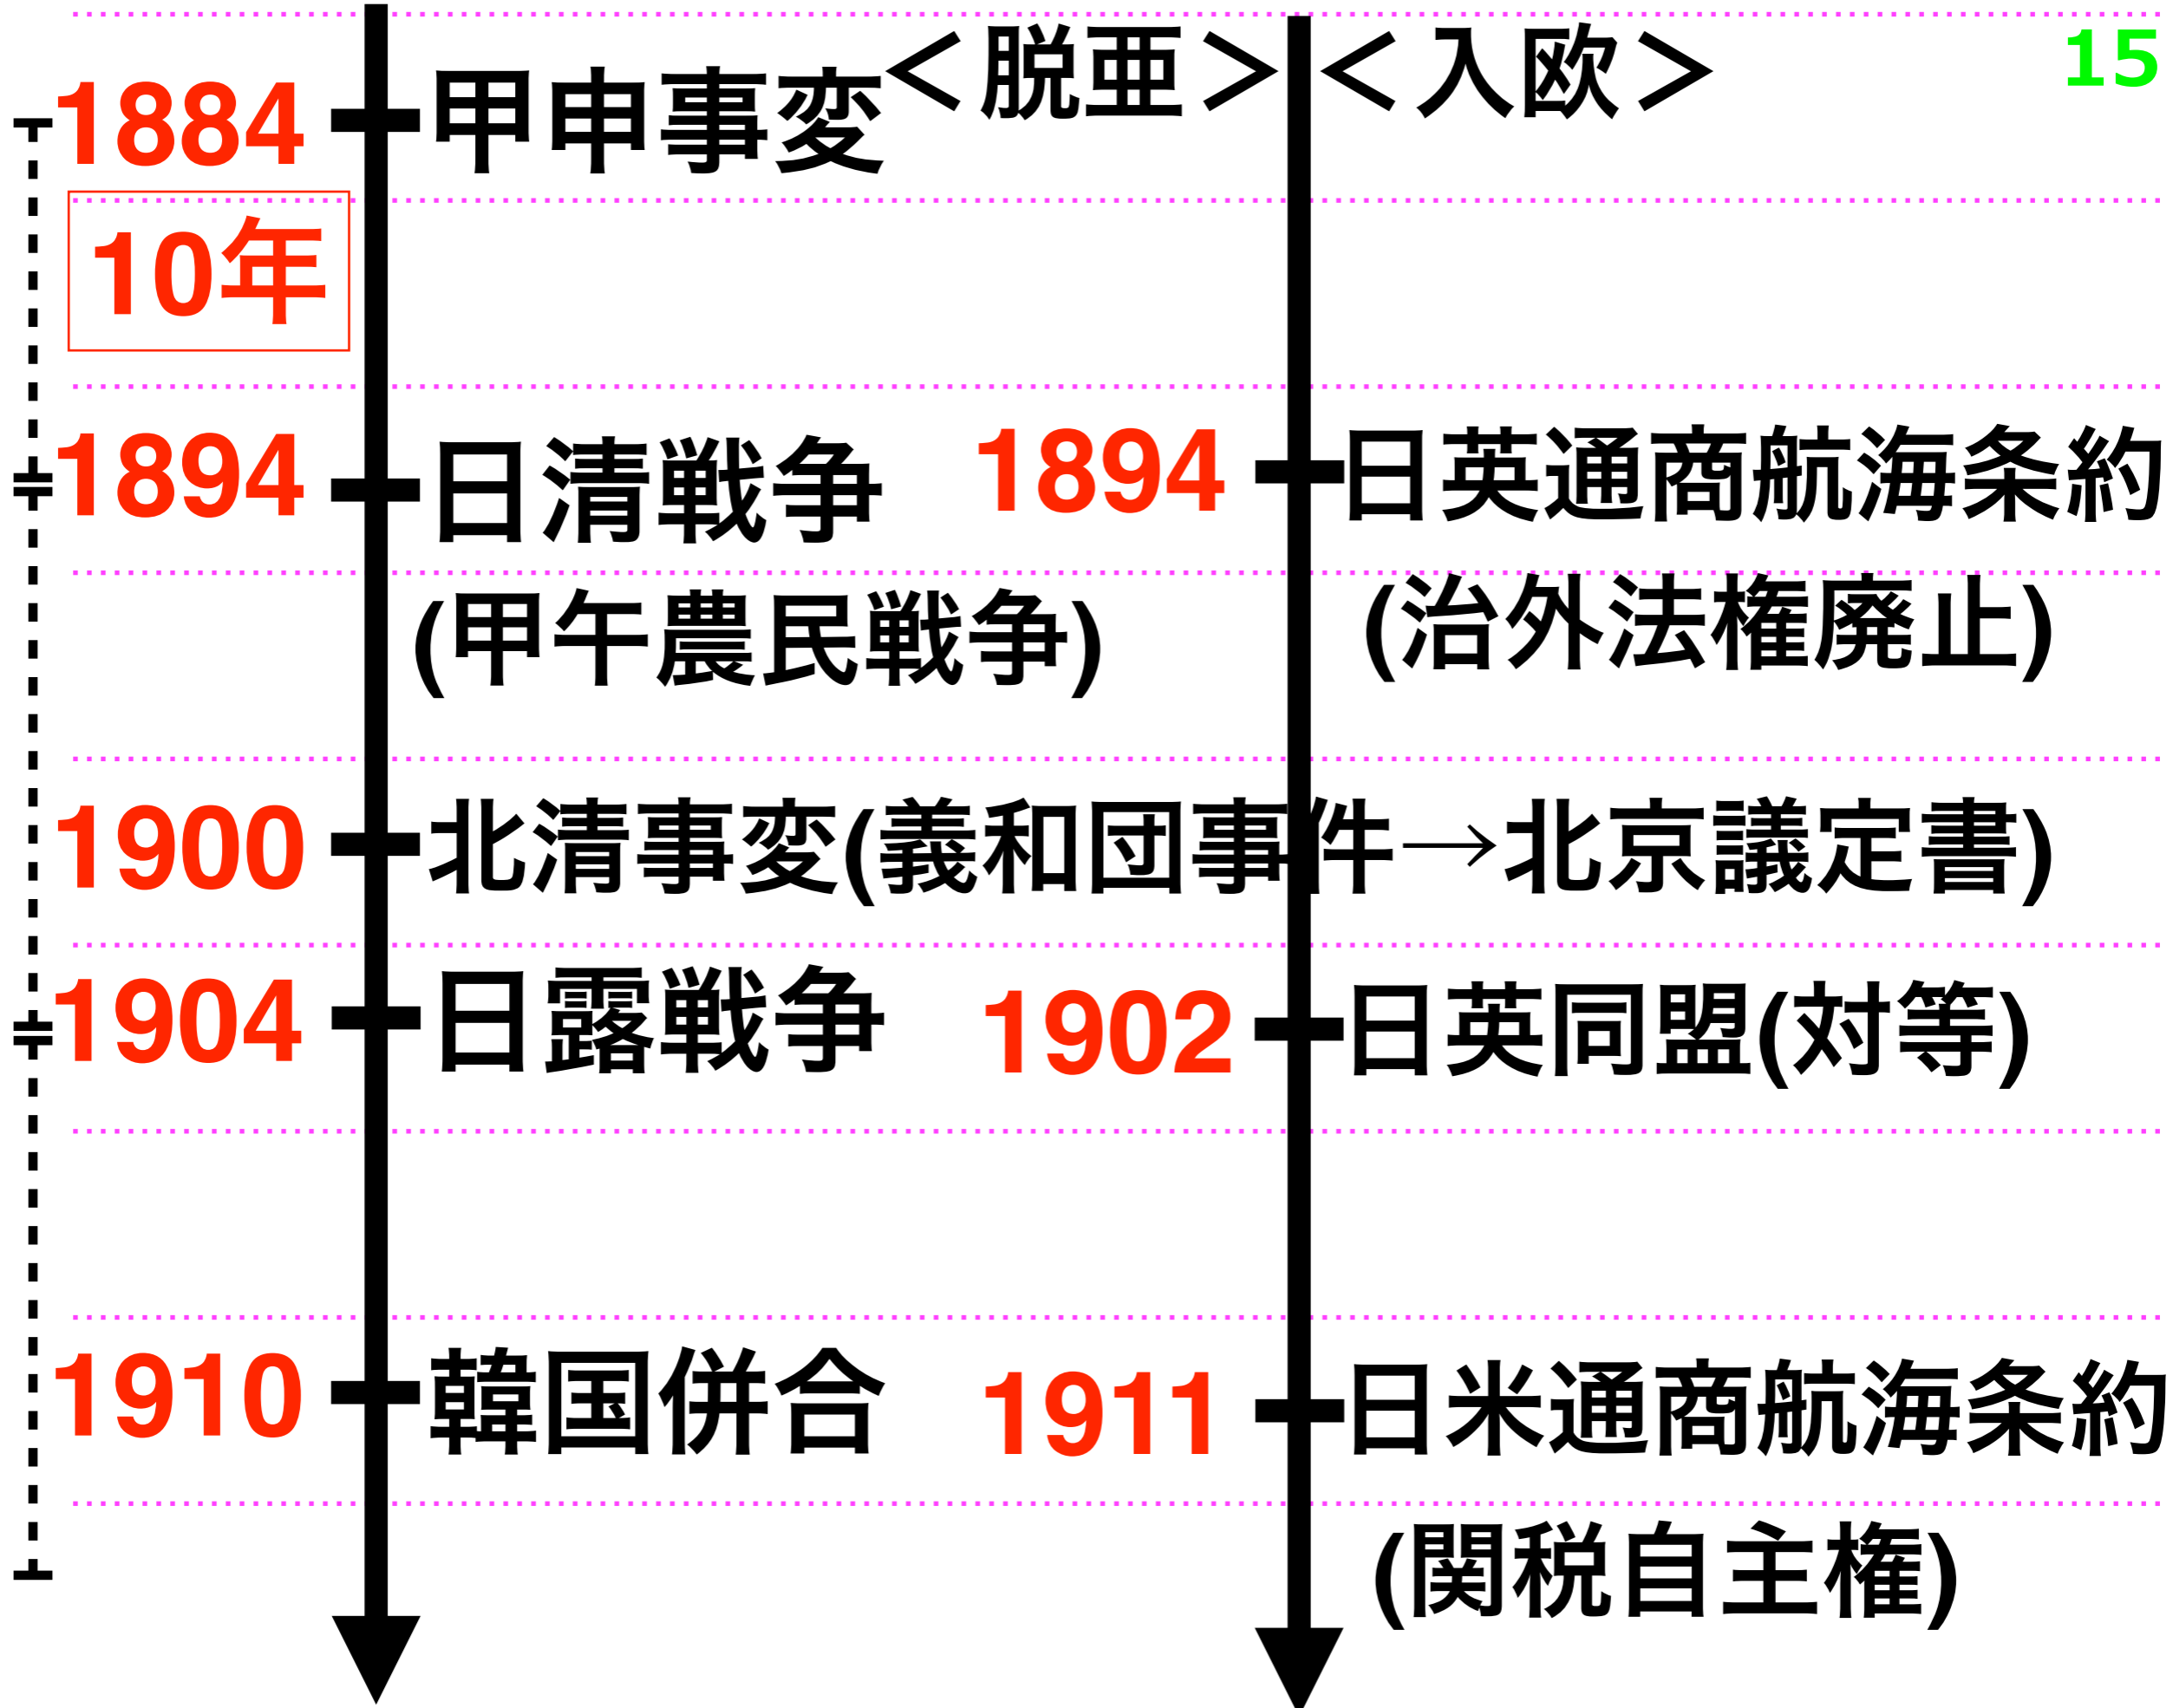 <脱亜><入欧>
15
1884 甲申事変
10年
1894 日清戦争
(甲午農民戦争)
1894 日英通商航海条約
(治外法権廃止)
1900 北清事変(義和団事件→北京議定書)
1904 日露戦争
1902 日英同盟(対等)
1910 韓国併合
1911 日米通商航海条約
(関税自主権)